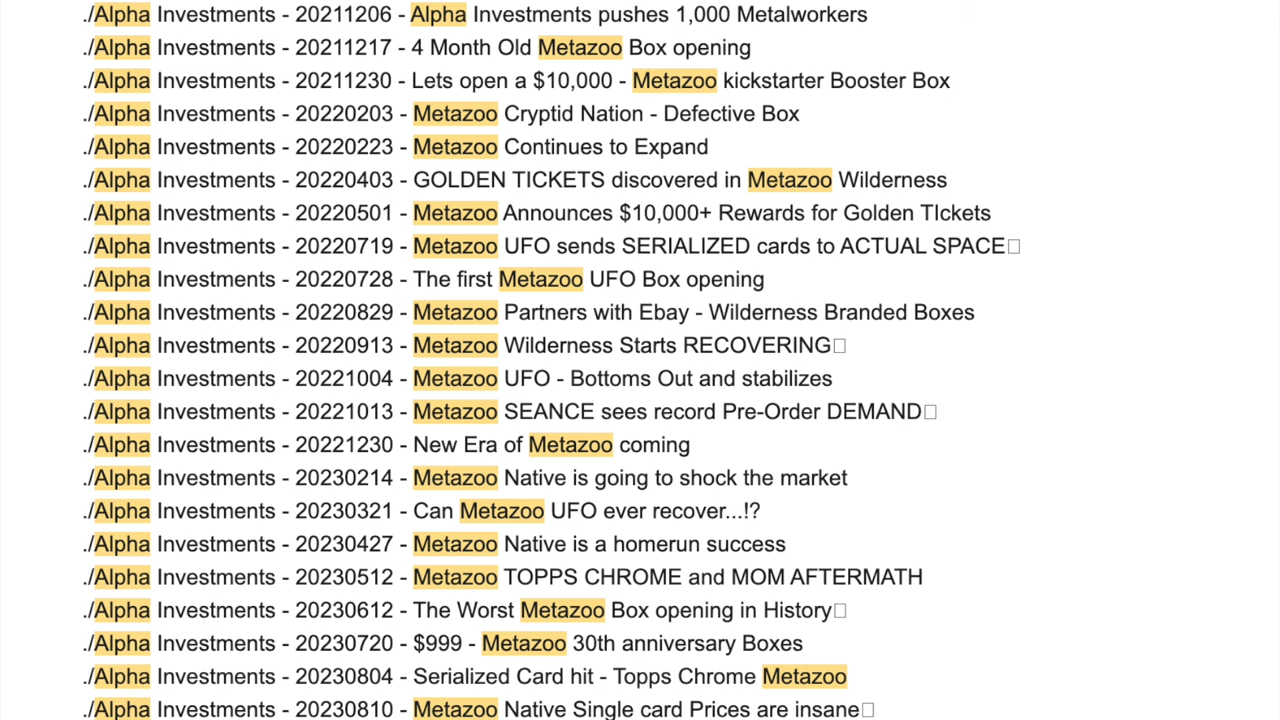 ./Alpha Investments - 20211206 - Alpha Investments pushes 1,000 Metalworkers
./Alpha Investments - 20211217 - 4 Month Old Metazoo Box opening
./Alpha Investments - 20211230 - Lets open a $10,000 - Metazoo kickstarter Booster Box
./Alpha Investments - 20220203 - Metazoo Cryptid Nation - Defective Box
./Alpha Investments - 20220223 - Metazoo Continues to Expand
./Alpha Investments - 20220403 - GOLDEN TICKETS discovered in Metazoo Wilderness
./Alpha Investments - 20220501 - Metazoo Announces $10,000+ Rewards for Golden TIckets
./Alpha Investments - 20220719 - Metazoo UFO sends SERIALIZED cards to ACTUAL SPACE
./Alpha Investments - 20220728 - The first Metazoo UFO Box opening
./Alpha Investments - 20220829 - Metazoo Partners with Ebay - Wilderness Branded Boxes
./Alpha Investments - 20220913 - Metazoo Wilderness Starts RECOVERING
./Alpha Investments - 20221004 - Metazoo UFO - Bottoms Out and stabilizes
./Alpha Investments - 20221013 - Metazoo SEANCE sees record Pre-Order DEMAND
./Alpha Investments - 20221230 - New Era of Metazoo coming
./Alpha Investments - 20230214 - Metazoo Native is going to shock the market
./Alpha Investments - 20230321 - Can Metazoo UFO ever recover...!?
./Alpha Investments - 20230427 - Metazoo Native is a homerun success
./Alpha Investments - 20230512 - Metazoo TOPPS CHROME and MOM AFTERMATH
./Alpha Investments - 20230612 - The Worst Metazoo Box opening in History
./Alpha Investments - 20230720 - $999 - Metazoo 30th anniversary Boxes
./Alpha Investments - 20230804 - Serialized Card hit - Topps Chrome Metazoo
./Alpha Investments - 20230810 - Metazoo Native Single card Prices are insane